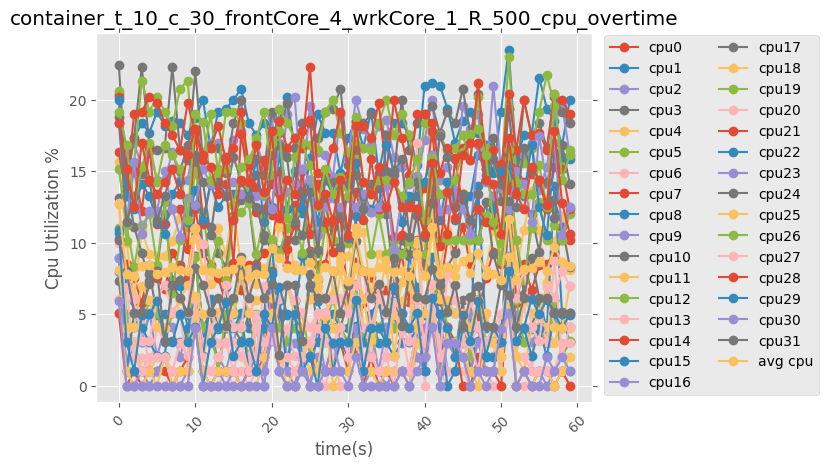 container_t_10_c_30_frontCore_4_wrkCore_1_R_500_cpu_overtime
Cpu Utilization %
20
15
10
5
0
0
10
20
30
40
50
60
time(s)
cpu0
cpu1
cpu2
cpu3
cpu4
cpu5
cpu6
cpu7
cpu8
cpu9
cpu10
cpu11
cpu12
cpu13
cpu14
cpu15
cpu16
cpu17
cpu18
cpu19
cpu20
cpu21
cpu22
cpu23
cpu24
cpu25
cpu26
cpu27
cpu28
cpu29
cpu30
cpu31
avg cpu